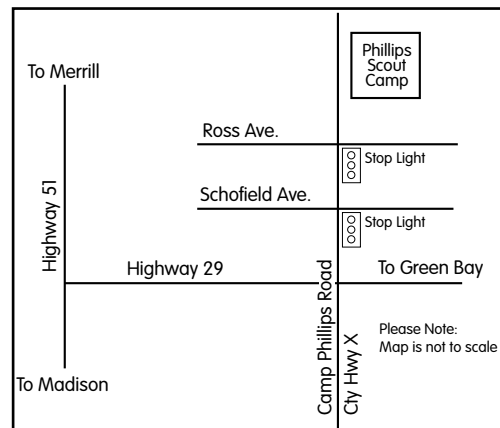 Phillips
Scout
Camp
To Merrill
Ross Ave.
Stop Light
Schofield Ave.
Stop Light
Highway 51
Highway 29
To Green Bay
Camp Phillips Road
Cty Hwy X
Please Note:
Map is not to scale
To Madison